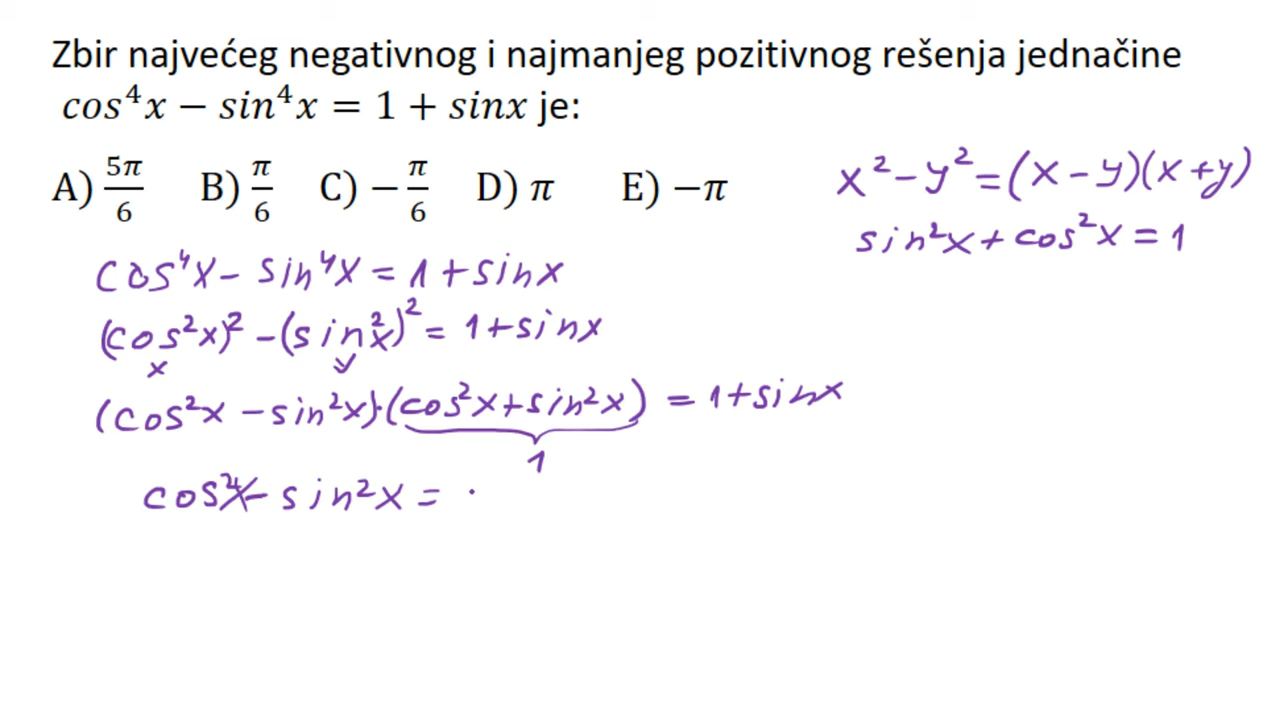 Zbir najvećeg negativnog i najmanjeg pozitivnog rešenja jednačine
cos⁴x − sin⁴x = 1 + sinx je:
A) 5π/6 B) π/6 C) −π/6 D) π E) −π
x² − y² = (x − y)(x + y)
sin²x + cos²x = 1
cos⁴x − sin⁴x = 1 + sinx
(cos²x)² − (sin²x)² = 1 + sinx
x y
(cos²x − sin²x)·(cos²x + sin²x) = 1 + sinx
1
cos²x − sin²x =